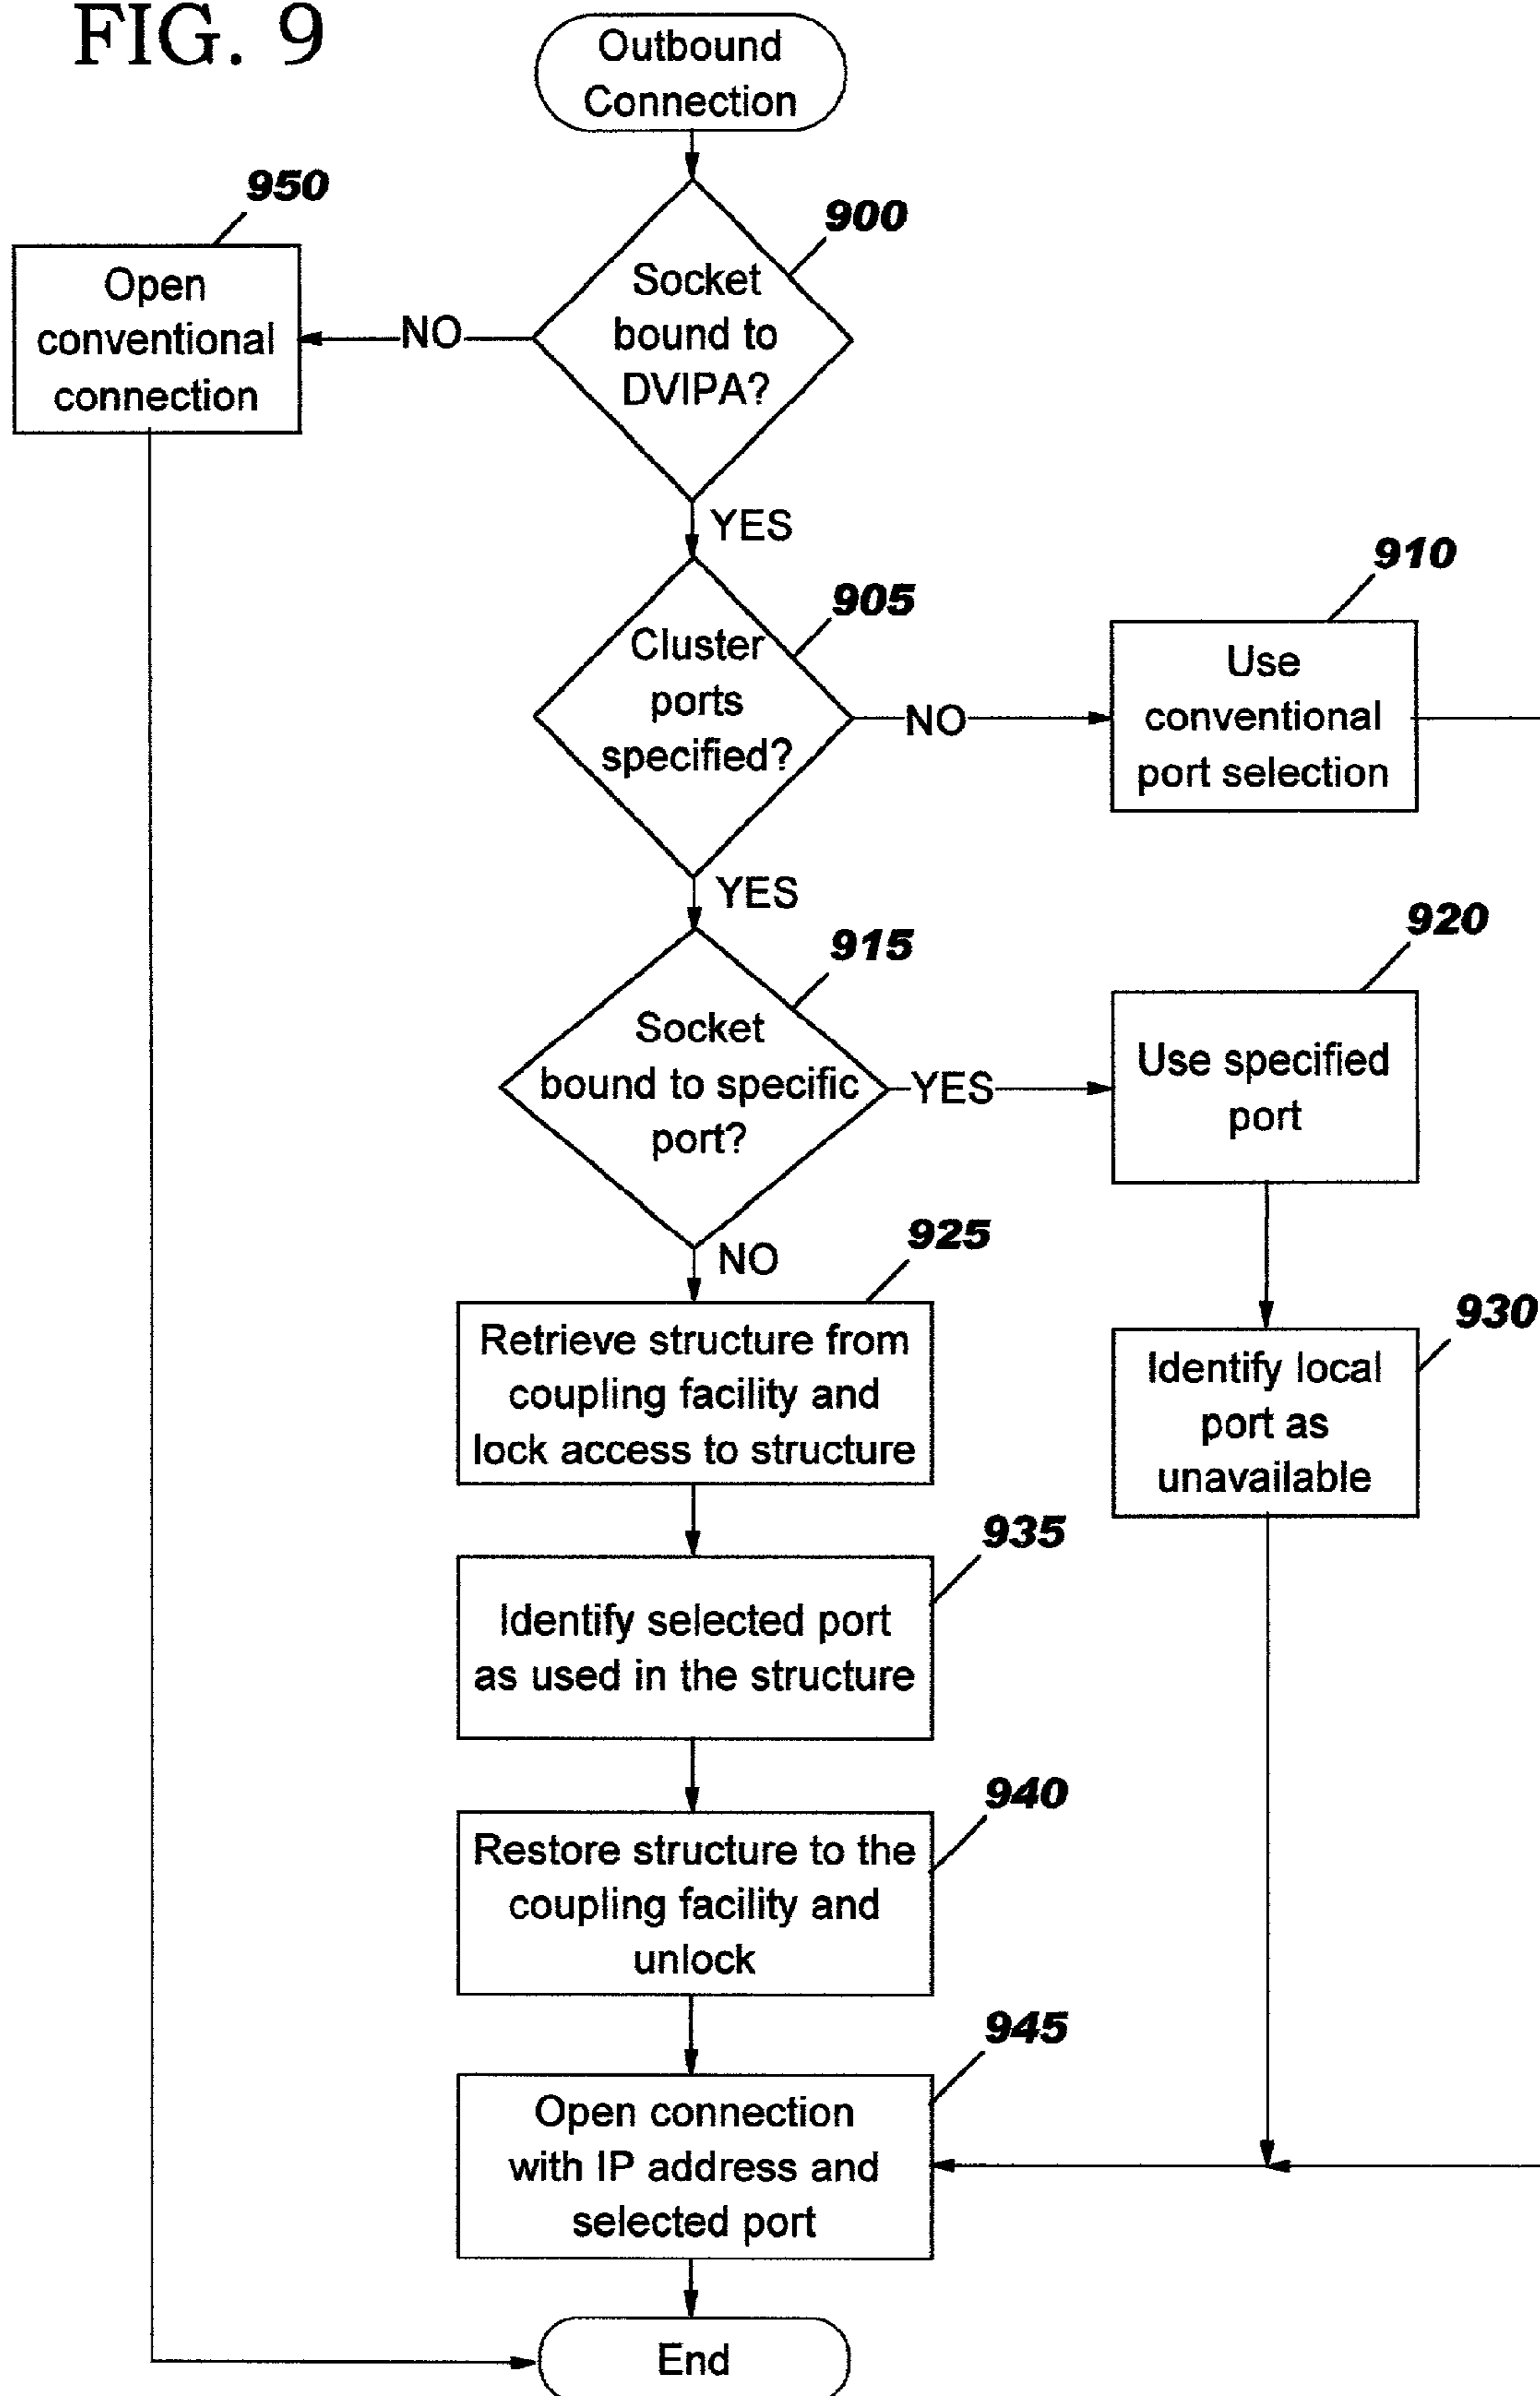 FIG. 9
Outbound
Connection
950
900
Open
conventional
connection
NO
Socket
bound to
DVIPA?
YES
905
910
Cluster
ports
specified?
NO
Use
conventional
port selection
YES
915
920
Socket
bound to specific
port?
YES
Use specified
port
NO
925
930
Retrieve structure from
coupling facility and
lock access to structure
Identify local
port as
unavailable
935
Identify selected port
as used in the structure
940
Restore structure to the
coupling facility and
unlock
945
Open connection
with IP address and
selected port
End